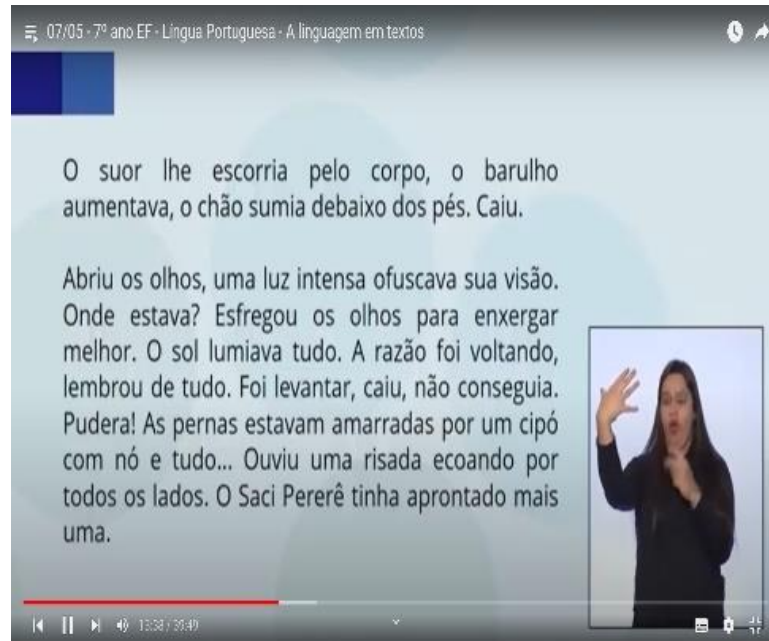 07/05 - 7º ano EF - Língua Portuguesa - A linguagem em textos
O suor lhe escorria pelo corpo, o barulho
aumentava, o chão sumia debaixo dos pés. Caiu.
Abriu os olhos, uma luz intensa ofuscava sua visão.
Onde estava? Esfregou os olhos para enxergar
melhor. O sol lumiava tudo. A razão foi voltando,
lembrou de tudo. Foi levantar, caiu, não conseguia.
Pudera! As pernas estavam amarradas por um cipó
com nó e tudo... Ouviu uma risada ecoando por
todos os lados. O Saci Pererê tinha aprontado mais
uma.
13:38 / 39:49